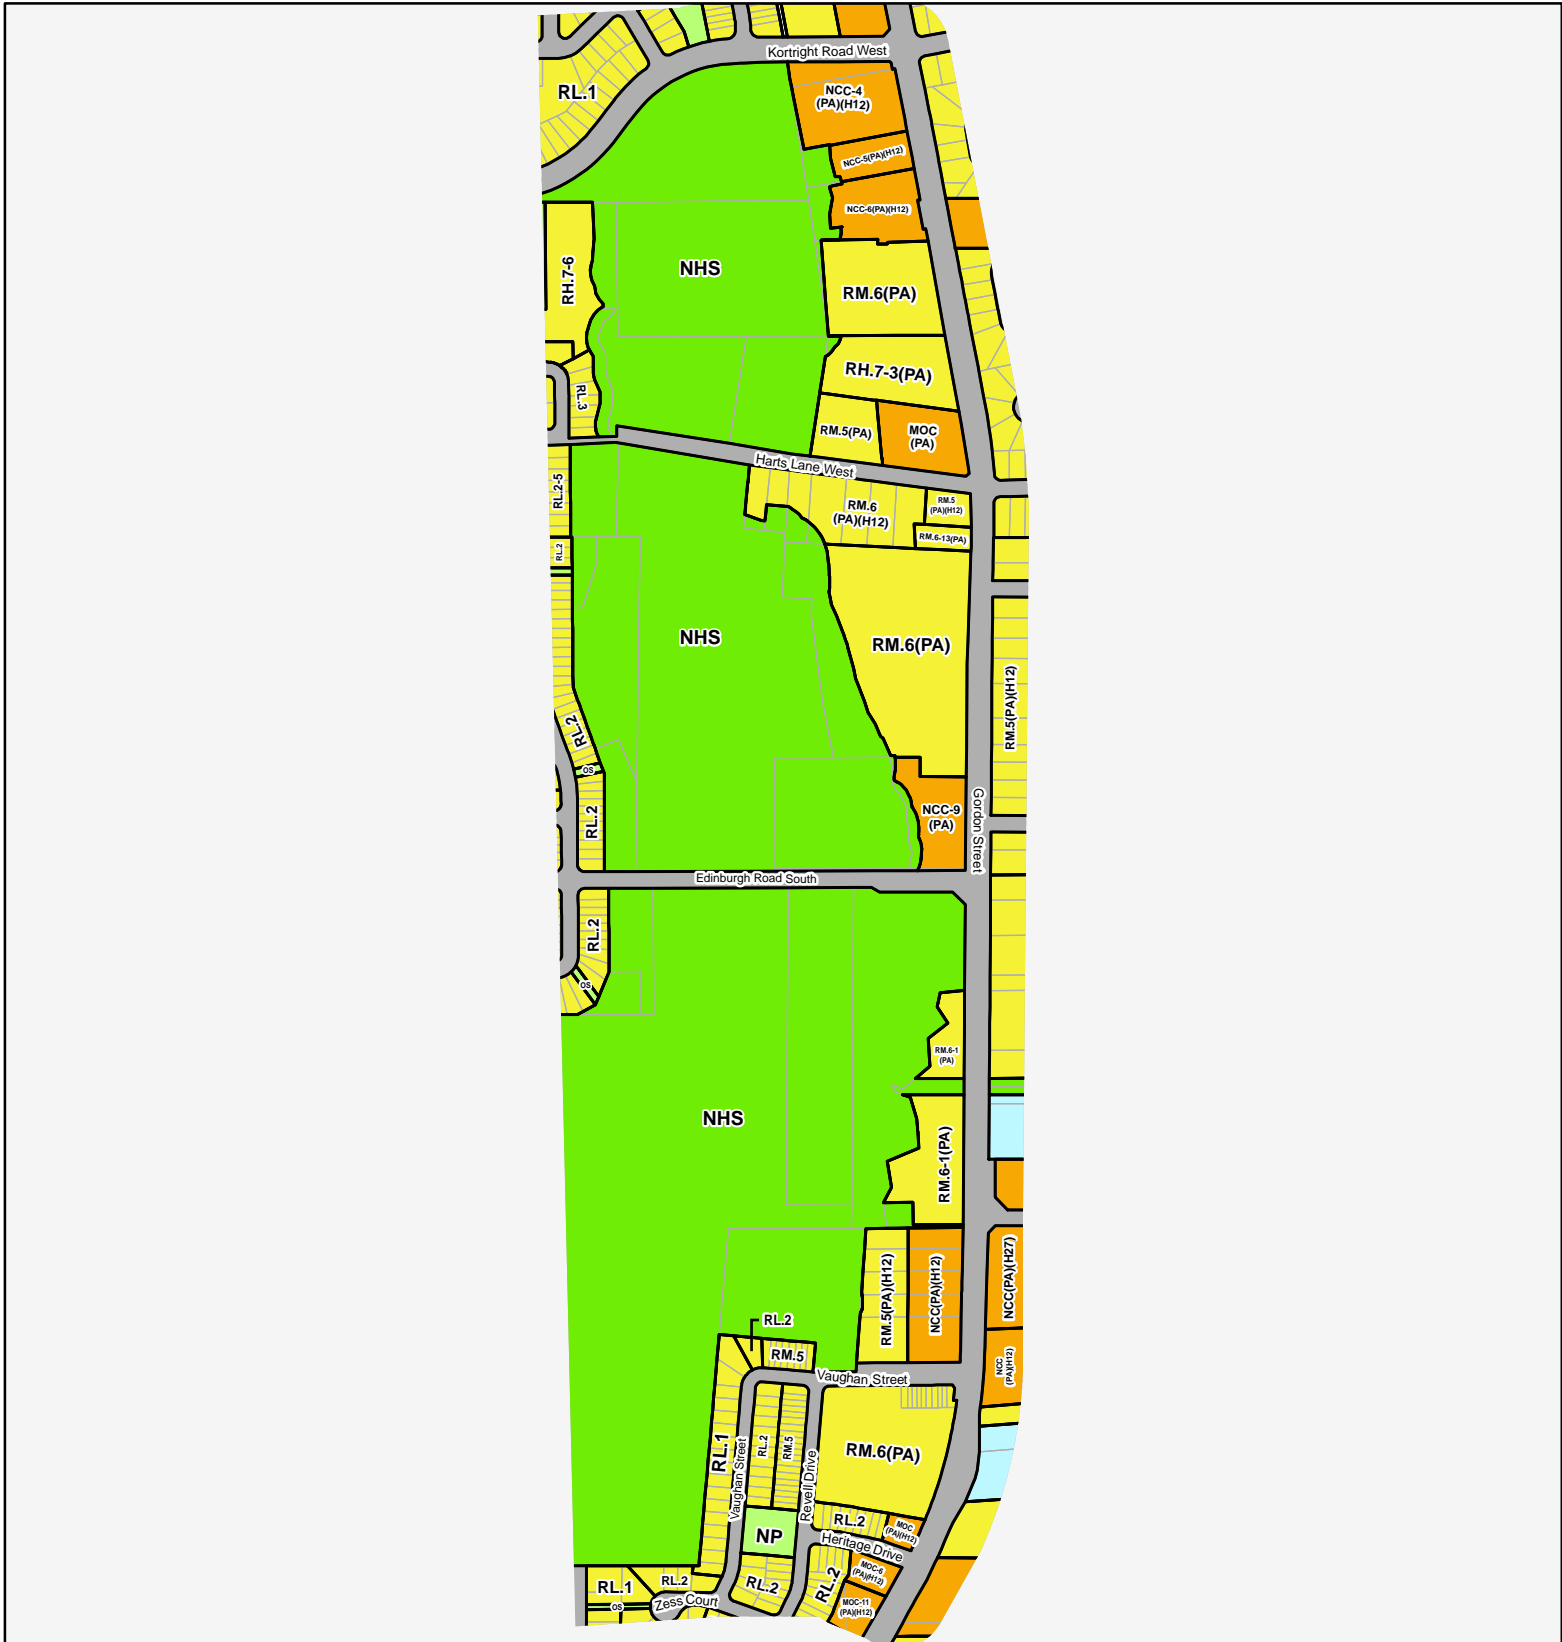 Kortright Road West
RL.1
NCC-4
(PA)(H12)
NCC-5(PA)(H12)
NCC-6(PA)(H12)
RH.7-6
NHS
RM.6(PA)
RH.7-3(PA)
RL.3
RM.5(PA)
MOC
(PA)
Harts Lane West
RL.2-5
RM.6
(PA)(H12)
RM.5
(PA)(H12)
RM.6-13(PA)
RL.2
NHS
RM.6(PA)
RM.5(PA)(H12)
RL.2
OS
RL.2
NCC-9
(PA)
Gordon Street
Edinburgh Road South
RL.2
OS
RM.6-1
(PA)
NHS
RM.6-1(PA)
RM.5(PA)(H12)
NCC(PA)(H12)
NCC(PA)(H27)
RL.2
RM.5
NCC
(PA)(H12)
Vaughan Street
RL.1
Vaughan Street
RL.2
RM.5
Revell Drive
RM.6(PA)
NP
RL.2
MOC
(PA)(H12)
Heritage Drive
RL.1
RL.2
RL.2
RL.2
MOC-6
(PA)(H12)
OS
Zess Court
MOC-11
(PA)(H12)